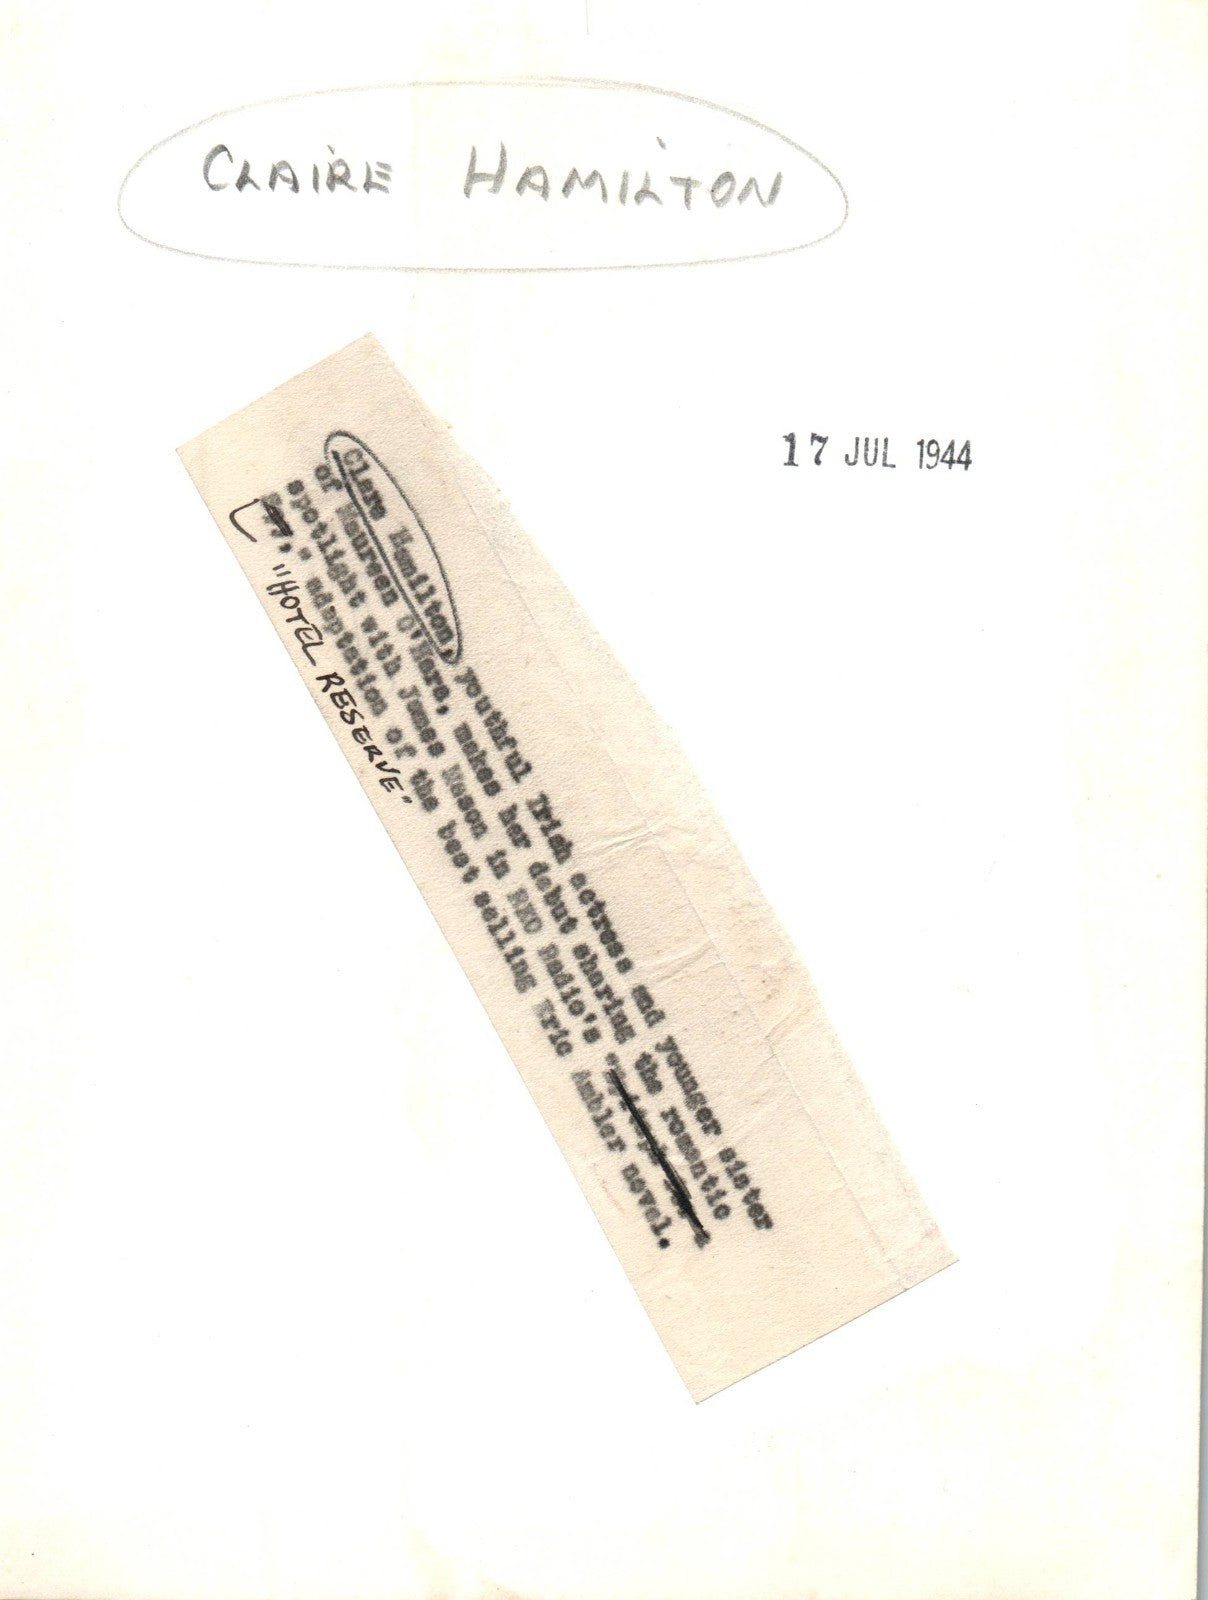 CLAIRE HAMILTON
17 JUL 1944
Clare Hamilton, youthful Irish actress and younger sister
of Maureen O'Hara, makes her debut sharing the romantic
spotlight with James Mason in RKO Radio's
adaptation of the best selling Eric Ambler novel.
"HOTEL RESERVE"